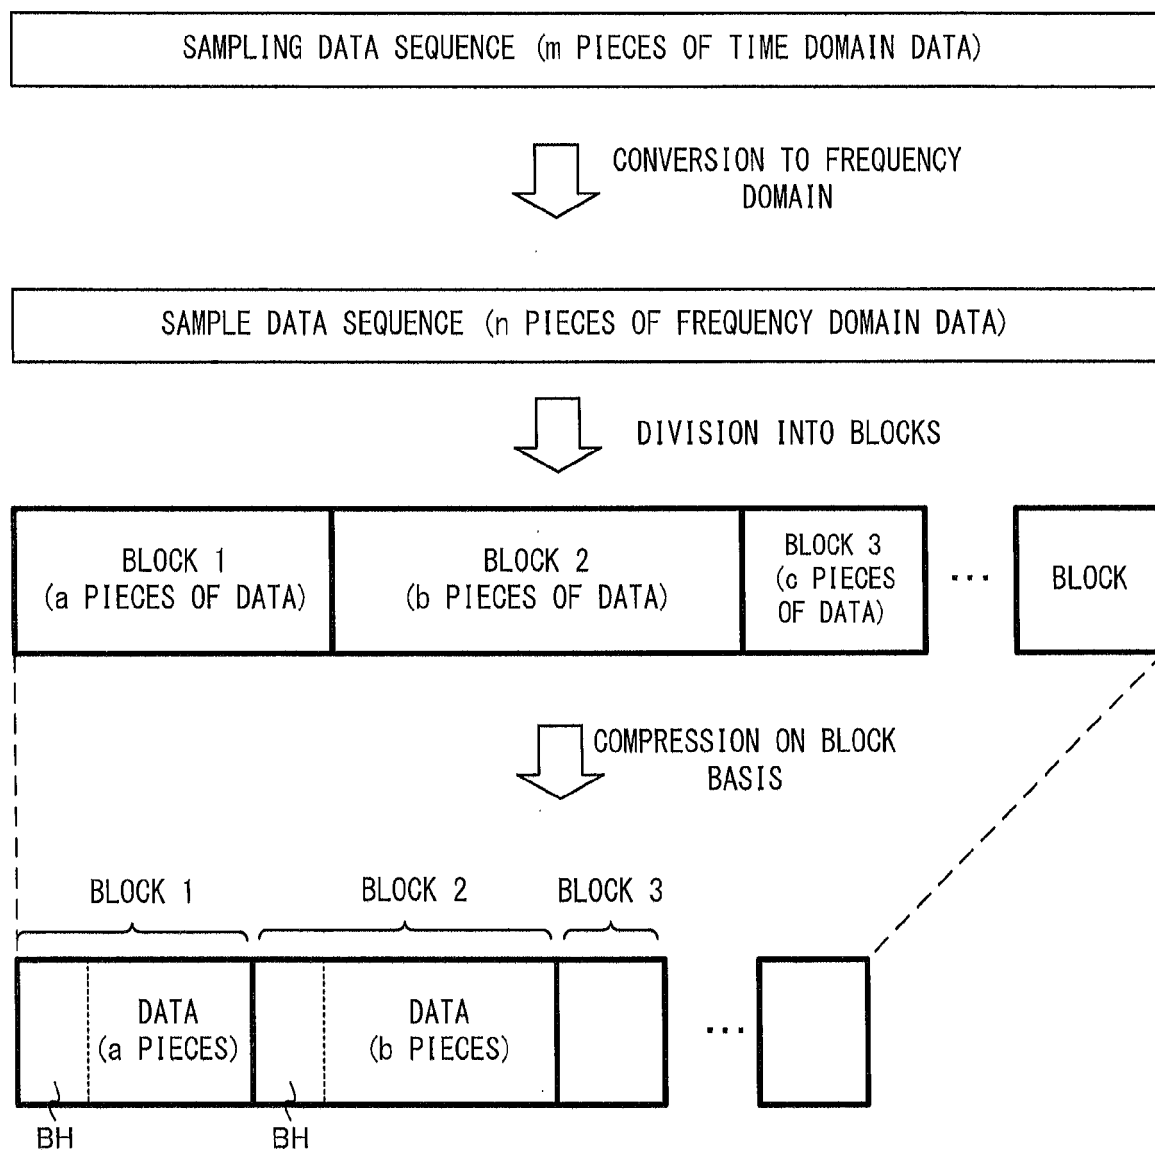 SAMPLING DATA SEQUENCE (m PIECES OF TIME DOMAIN DATA)
CONVERSION TO FREQUENCY
DOMAIN
SAMPLE DATA SEQUENCE (n PIECES OF FREQUENCY DOMAIN DATA)
DIVISION INTO BLOCKS
BLOCK 1
(a PIECES OF DATA)
BLOCK 2
(b PIECES OF DATA)
BLOCK 3
(c PIECES
OF DATA)
...
BLOCK
COMPRESSION ON BLOCK
BASIS
BLOCK 1
BLOCK 2
BLOCK 3
DATA
(a PIECES)
DATA
(b PIECES)
...
BH
BH